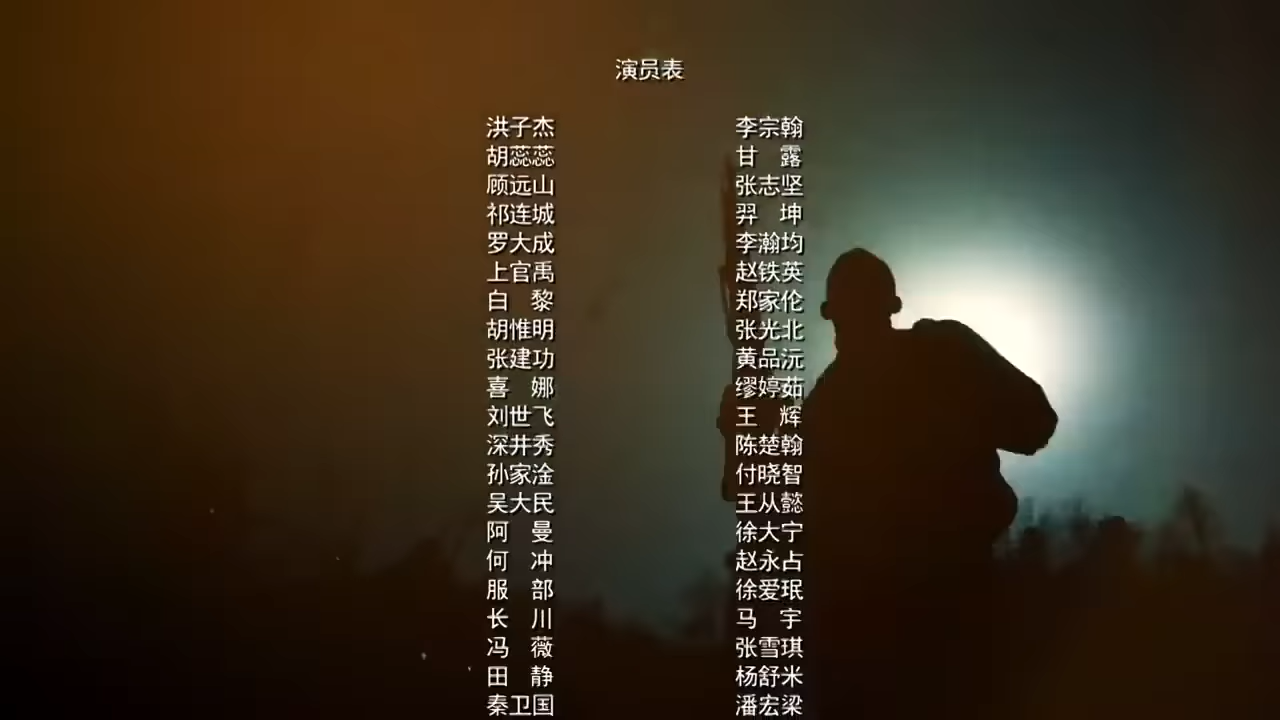 演员表
洪子杰 李宗翰
胡蕊蕊 甘 露
顾远山 张志坚
祁连城 羿 坤
罗大成 李瀚均
上官禹 赵铁英
白 黎 郑家伦
胡惟明 张光北
张建功 黄品沅
喜 娜 缪婷茹
刘世飞 王 辉
深井秀 陈楚翰
孙家淦 付晓智
吴大民 王从懿
阿 曼 徐大宁
何 冲 赵永占
服 部 徐爱珉
长 川 马 宇
冯 薇 张雪琪
田 静 杨舒米
秦卫国 潘宏梁